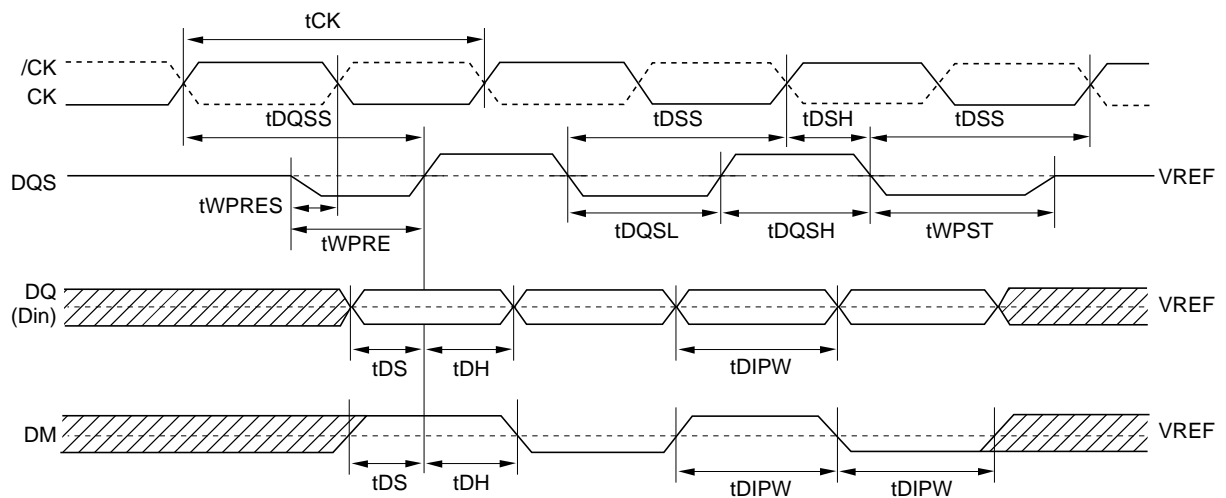 tCK
/CK
CK
tDQSS tDSS tDSH tDSS
DQS VREF
tWPRES
tDQSL tDQSH tWPST
tWPRE
DQ
(Din)
VREF
tDS tDH tDIPW
DM VREF
tDS tDH tDIPW tDIPW